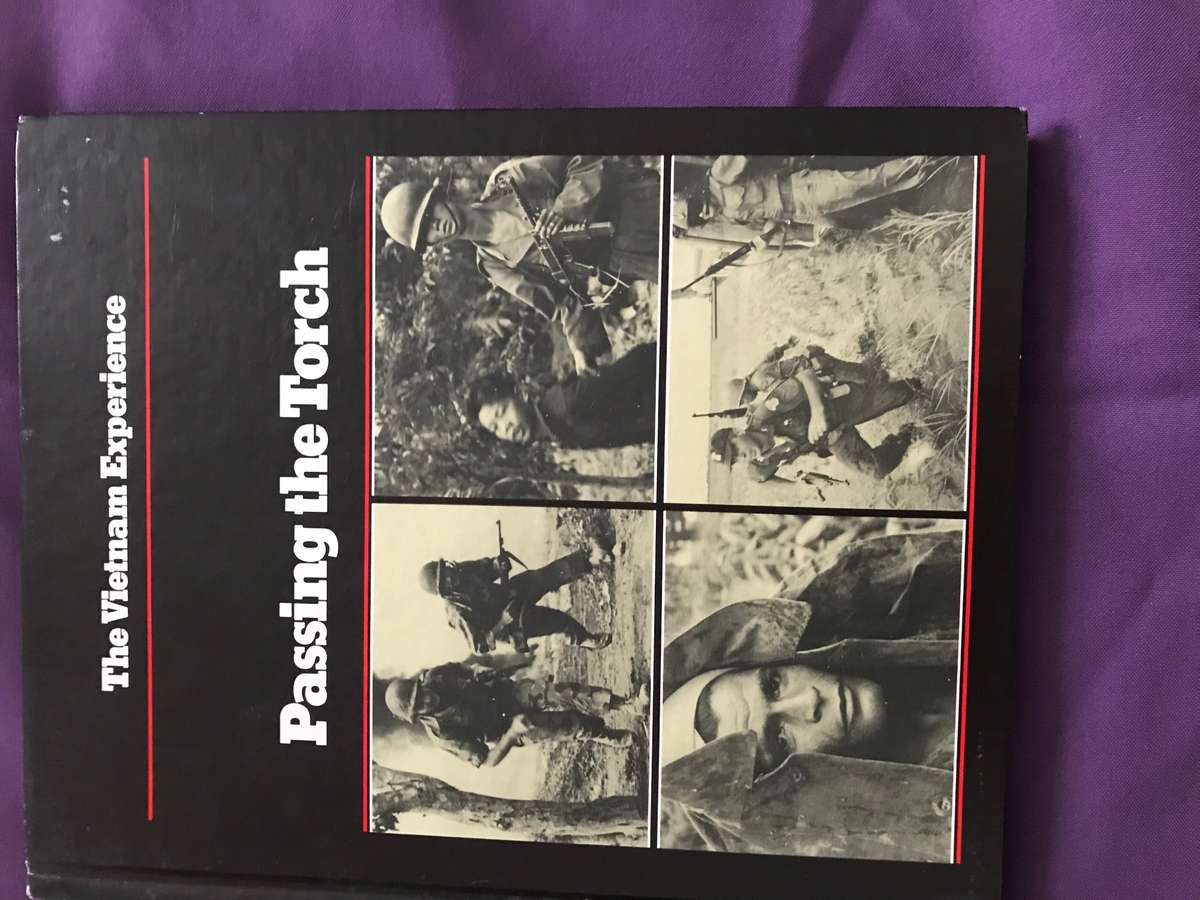 The Vietnam Experience
Passing the Torch